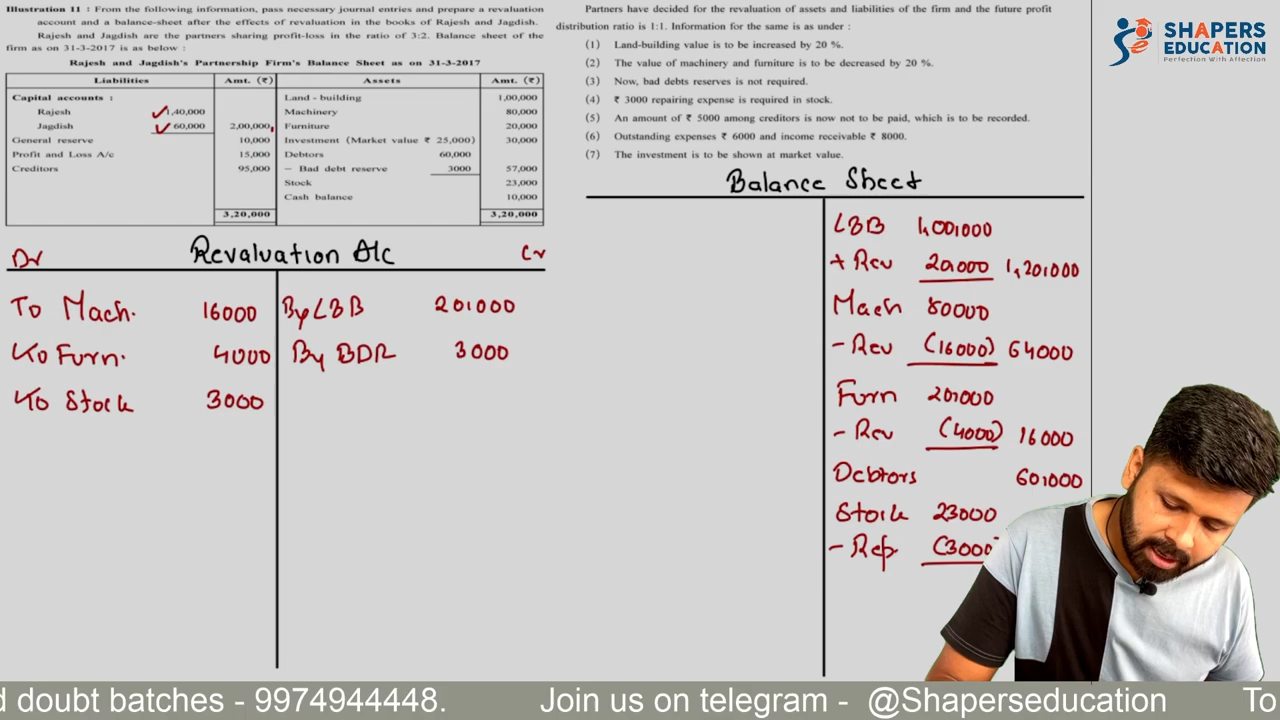 Illustration 11 : From the following information, pass necessary journal entries and prepare a revaluation
account and a balance-sheet after the effects of revaluation in the books of Rajesh and Jagdish.
Rajesh and Jagdish are the partners sharing profit-loss in the ratio of 3:2. Balance sheet of the
firm as on 31-3-2017 is as below :
Rajesh and Jagdish's Partnership Firm's Balance Sheet as on 31-3-2017
Liabilities Amt. (₹) Assets Amt. (₹)
Capital accounts : Land - building 1,00,000
Rajesh 1,40,000 Machinery 80,000
Jagdish 60,000 2,00,000 Furniture 20,000
General reserve 10,000 Investment (Market value ₹ 25,000) 30,000
Profit and Loss A/c 15,000 Debtors 60,000
Creditors 95,000 – Bad debt reserve 3000 57,000
Stock 23,000
Cash balance 10,000
3,20,000 3,20,000
Partners have decided for the revaluation of assets and liabilities of the firm and the future profit
distribution ratio is 1:1. Information for the same is as under :
(1) Land-building value is to be increased by 20 %.
(2) The value of machinery and furniture is to be decreased by 20 %.
(3) Now, bad debts reserves is not required.
(4) ₹ 3000 repairing expense is required in stock.
(5) An amount of ₹ 5000 among creditors is now not to be paid, which is to be recorded.
(6) Outstanding expenses ₹ 6000 and income receivable ₹ 8000.
(7) The investment is to be shown at market value.
SHAPERS
EDUCATION
Perfection With Affection
Dr Revaluation A/c Cr
To Mach. 16000 By L&B 20,000
To Furn. 4000 By BDR 3000
To Stock 3000
Balance Sheet
L&B 1,00,000
+ Rev 20,000 1,20,000
Mach 80000
- Rev (16000) 64000
Furn 20,000
- Rev (4000) 16000
Debtors 60,000
Stock 23000
- Rep (3000)
d doubt batches - 9974944448. Join us on telegram - @Shaperseducation To